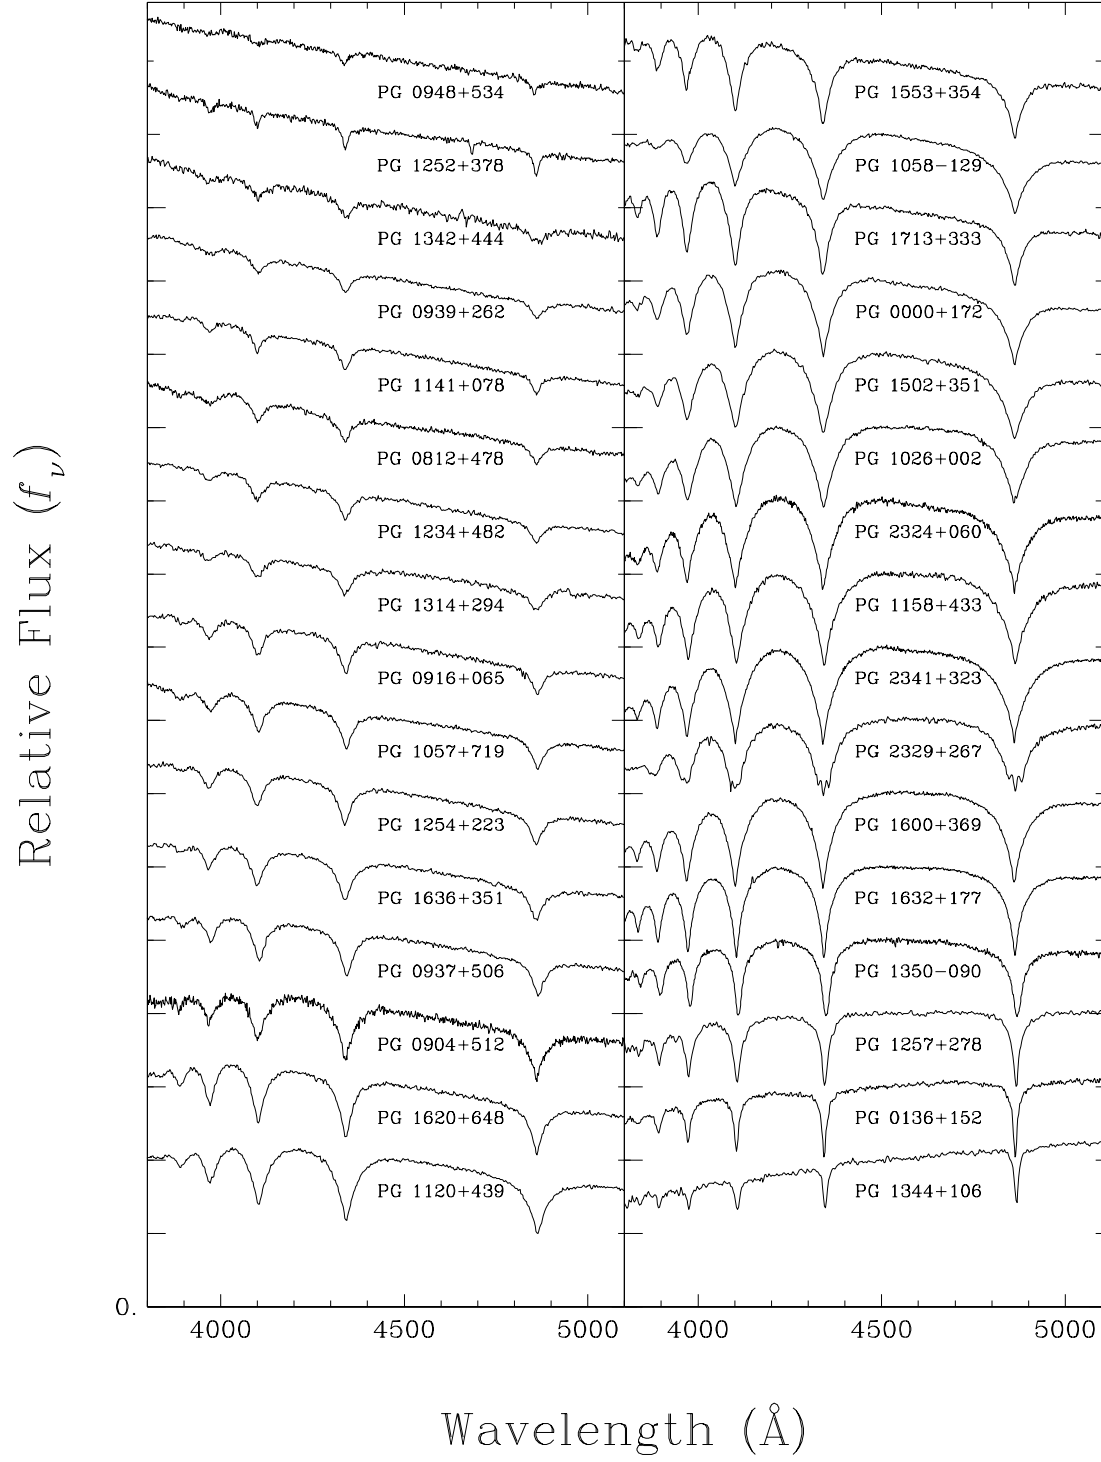 Relative Flux (fν)
PG 0948+534
PG 1252+378
PG 1342+444
PG 0939+262
PG 1141+078
PG 0812+478
PG 1234+482
PG 1314+294
PG 0916+065
PG 1057+719
PG 1254+223
PG 1636+351
PG 0937+506
PG 0904+512
PG 1620+648
PG 1120+439
PG 1553+354
PG 1058−129
PG 1713+333
PG 0000+172
PG 1502+351
PG 1026+002
PG 2324+060
PG 1158+433
PG 2341+323
PG 2329+267
PG 1600+369
PG 1632+177
PG 1350−090
PG 1257+278
PG 0136+152
PG 1344+106
0.
4000 4500 5000 4000 4500 5000
Wavelength (Å)